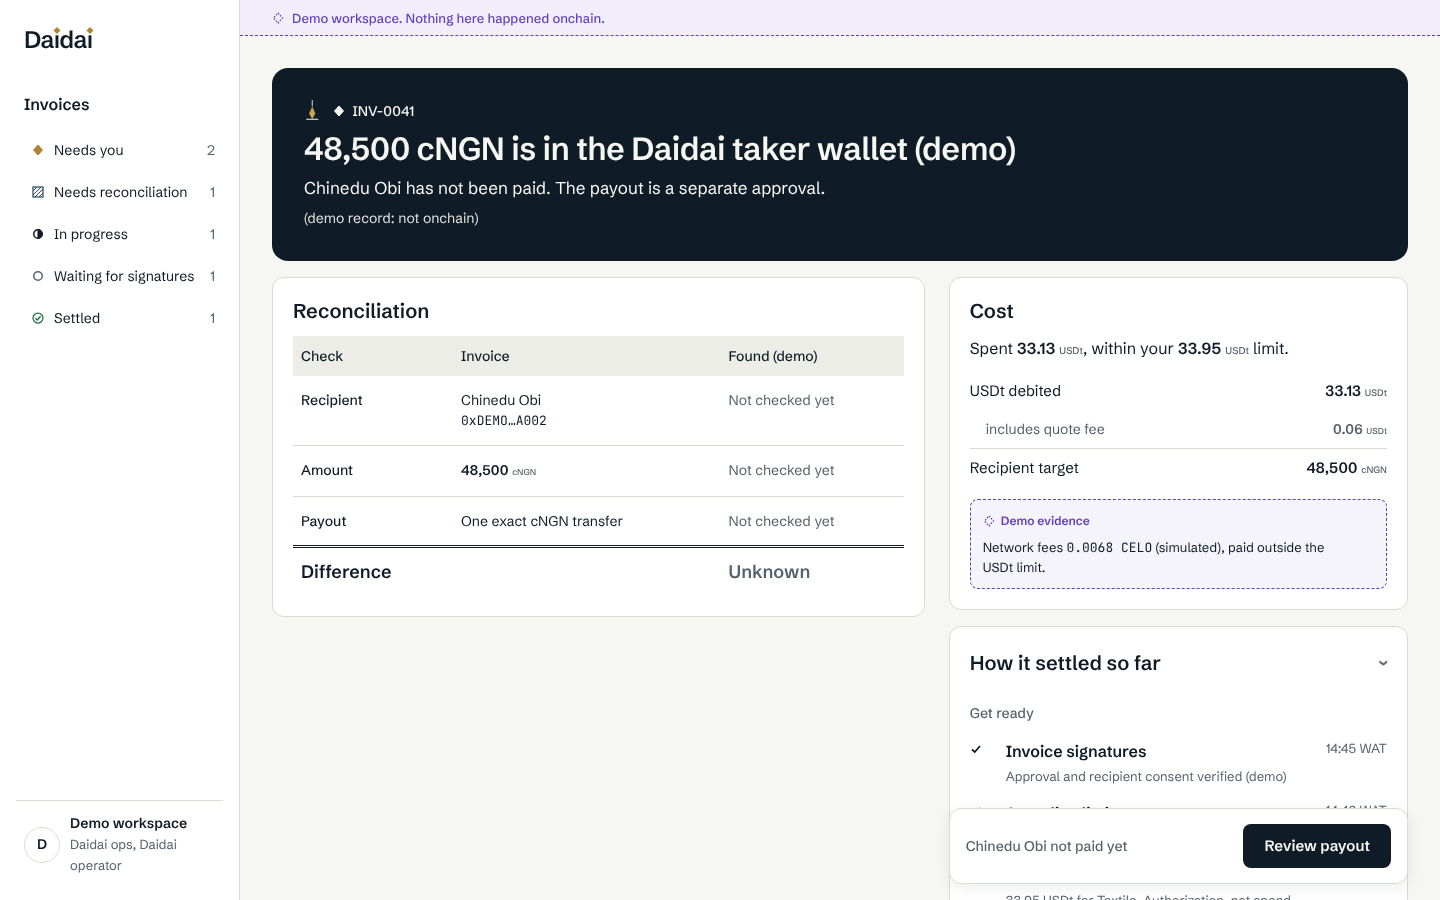 Daidai
Invoices
Needs you 2
Needs reconciliation 1
In progress 1
Waiting for signatures 1
Settled 1
D
Demo workspace
Daidai ops, Daidai
operator
Demo workspace. Nothing here happened onchain.
INV-0041
48,500 cNGN is in the Daidai taker wallet (demo)
Chinedu Obi has not been paid. The payout is a separate approval.
(demo record: not onchain)
Reconciliation
Check Invoice Found (demo)
Recipient Chinedu Obi Not checked yet
0xDEMO…A002
Amount 48,500 cNGN Not checked yet
Payout One exact cNGN transfer Not checked yet
Difference Unknown
Cost
Spent 33.13 USDt, within your 33.95 USDt limit.
USDt debited 33.13 USDt
includes quote fee 0.06 USDt
Recipient target 48,500 cNGN
Demo evidence
Network fees 0.0068 CELO (simulated), paid outside the
USDt limit.
How it settled so far
Get ready
Invoice signatures 14:45 WAT
Approval and recipient consent verified (demo)
Chinedu Obi not paid yet
Review payout